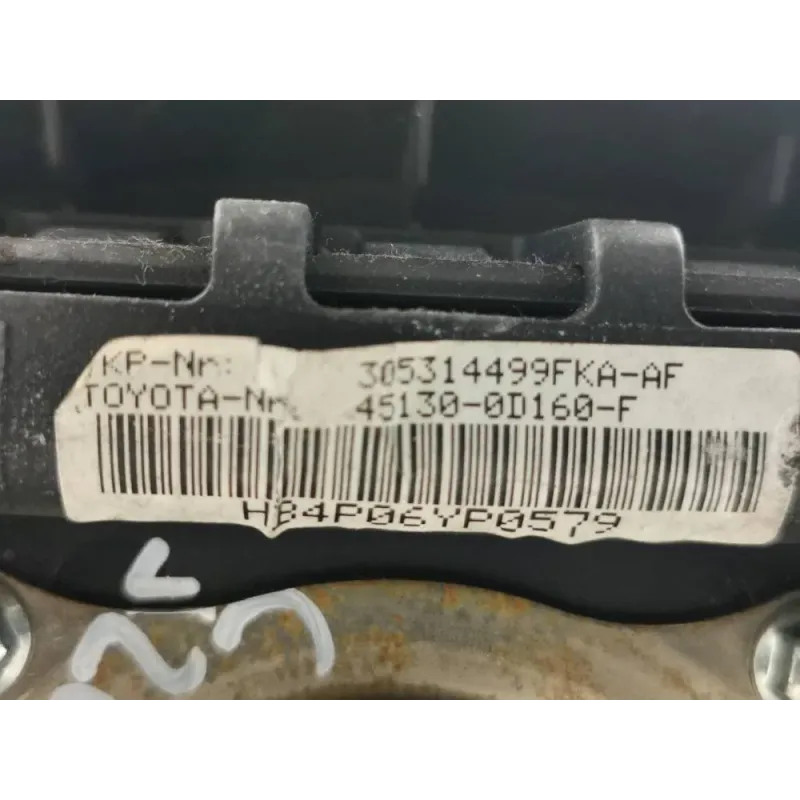 TKP-Nr: 305314499FKA-AF
TOYOTA-Nr. 45130-0D160-F
HB4P06YP0579